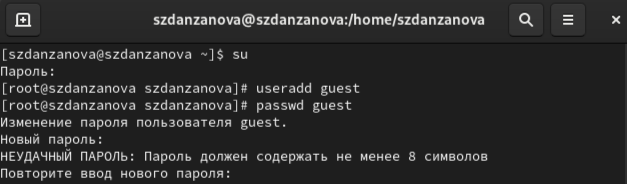 szdanzanova@szdanzanova:/home/szdanzanova
[szdanzanova@szdanzanova ~]$ su
Пароль:
[root@szdanzanova szdanzanova]# useradd guest
[root@szdanzanova szdanzanova]# passwd guest
Изменение пароля пользователя guest.
Новый пароль:
НЕУДАЧНЫЙ ПАРОЛЬ: Пароль должен содержать не менее 8 символов
Повторите ввод нового пароля: